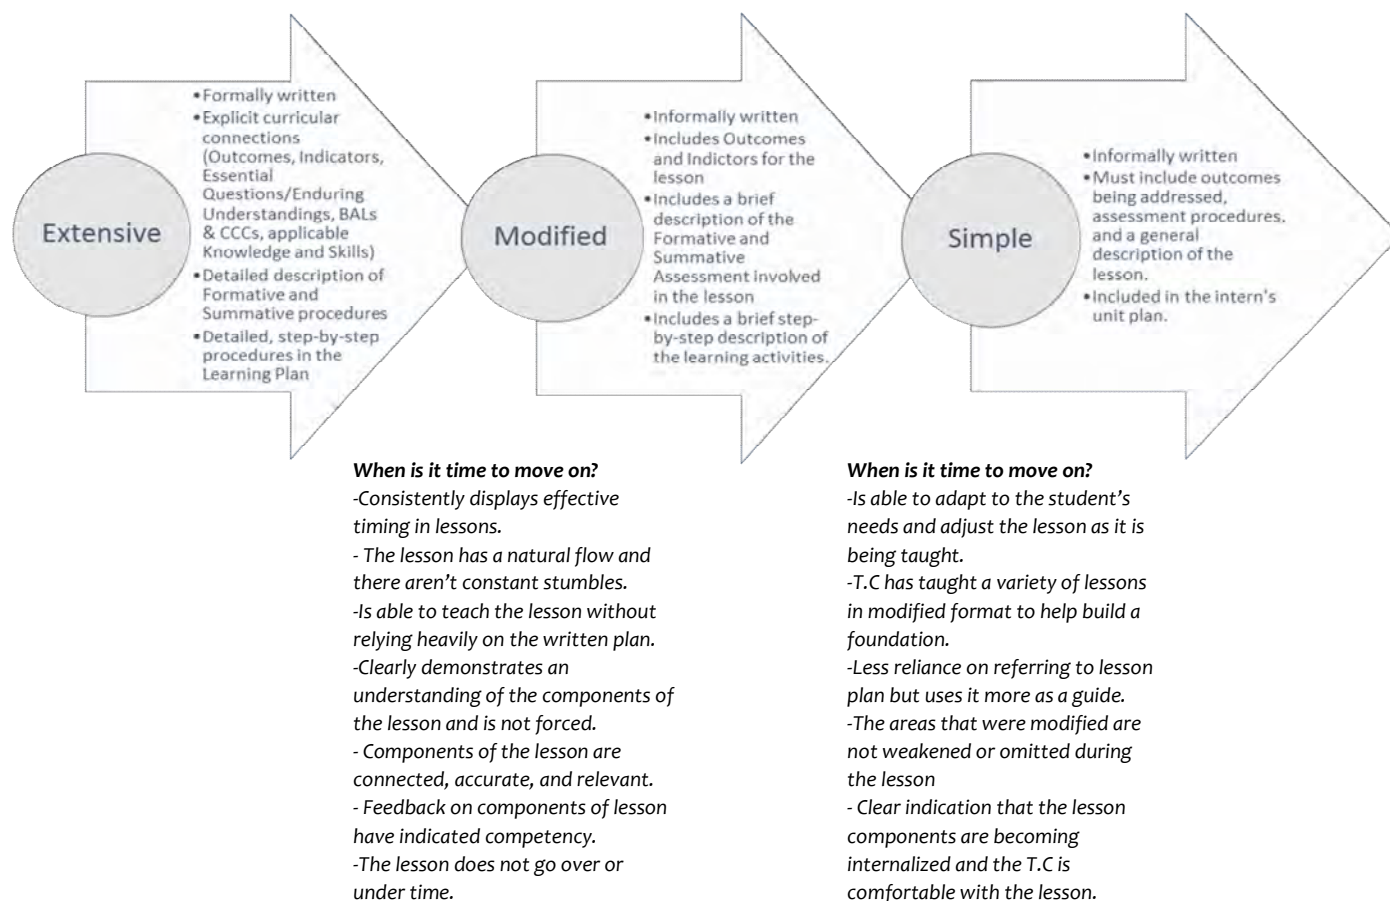 Extensive
•Formally written
•Explicit curricular
connections
(Outcomes, Indicators,
Essential
Questions/Enduring
Understandings, BALs
& CCCs, applicable
Knowledge and Skills)
•Detailed description of
Formative and
Summative procedures
•Detailed, step-by-step
procedures in the
Learning Plan
Modified
•Informally written
•Includes Outcomes
and Indictors for the
lesson
•Includes a brief
description of the
Formative and
Summative
Assessment involved
in the lesson
•Includes a brief step-
by-step description of
the learning activities.
Simple
•Informally written
•Must include outcomes
being addressed,
assessment procedures.
and a general
description of the
lesson.
•Included in the intern's
unit plan.
When is it time to move on?
-Consistently displays effective
timing in lessons.
- The lesson has a natural flow and
there aren't constant stumbles.
-Is able to teach the lesson without
relying heavily on the written plan.
-Clearly demonstrates an
understanding of the components of
the lesson and is not forced.
- Components of the lesson are
connected, accurate, and relevant.
- Feedback on components of lesson
have indicated competency.
-The lesson does not go over or
under time.
When is it time to move on?
-Is able to adapt to the student's
needs and adjust the lesson as it is
being taught.
-T.C has taught a variety of lessons
in modified format to help build a
foundation.
-Less reliance on referring to lesson
plan but uses it more as a guide.
-The areas that were modified are
not weakened or omitted during
the lesson
- Clear indication that the lesson
components are becoming
internalized and the T.C is
comfortable with the lesson.